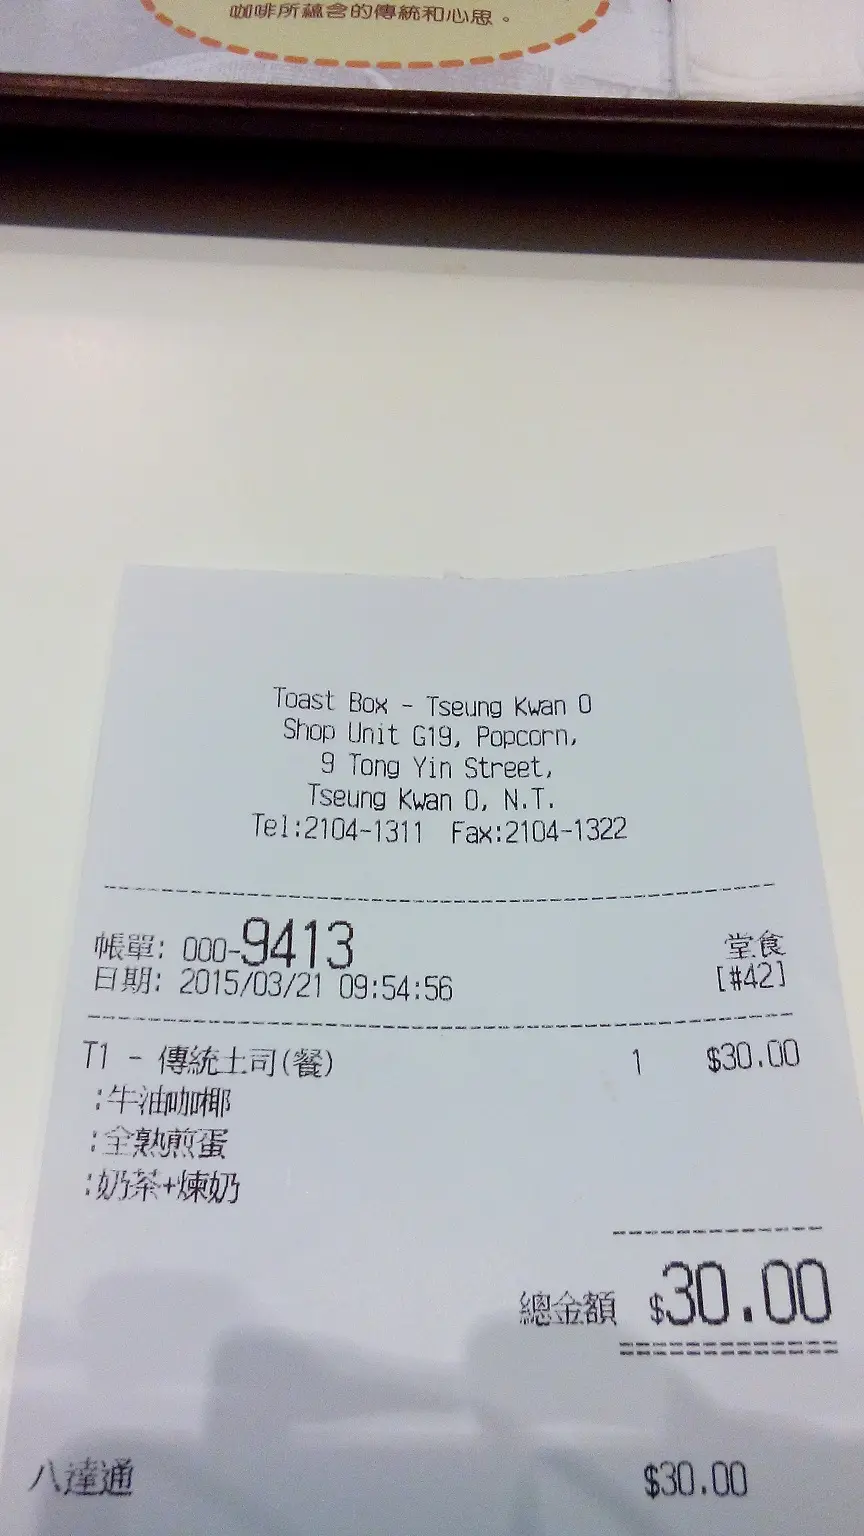 咖啡所蘊含的傳統和心思。
Toast Box - Tseung Kwan O
Shop Unit G19, Popcorn,
9 Tong Yin Street,
Tseung Kwan O, N.T.
Tel:2104-1311 Fax:2104-1322
帳單: 000-9413 堂食
日期: 2015/03/21 09:54:56 [#42]
T1 - 傳統土司(餐) 1 $30.00
:牛油咖椰
:全熟煎蛋
:奶茶+煉奶
總金額 $30.00
八達通 $30.00